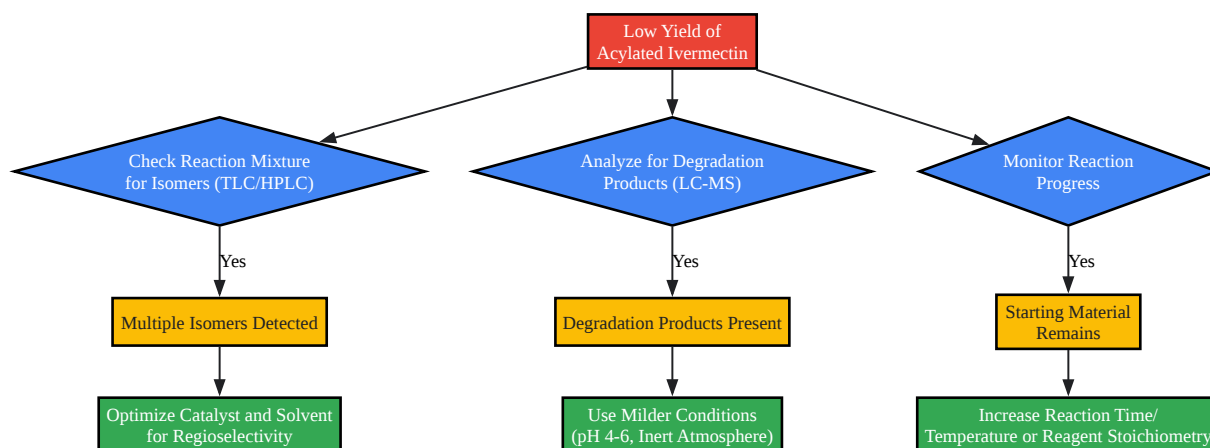 Low Yield of
Acylated Ivermectin
Check Reaction Mixture
for Isomers (TLC/HPLC)
Analyze for Degradation
Products (LC-MS)
Monitor Reaction
Progress
Yes
Yes
Yes
Multiple Isomers Detected
Degradation Products Present
Starting Material
Remains
Optimize Catalyst and Solvent
for Regioselectivity
Use Milder Conditions
(pH 4-6, Inert Atmosphere)
Increase Reaction Time/
Temperature or Reagent Stoichiometry